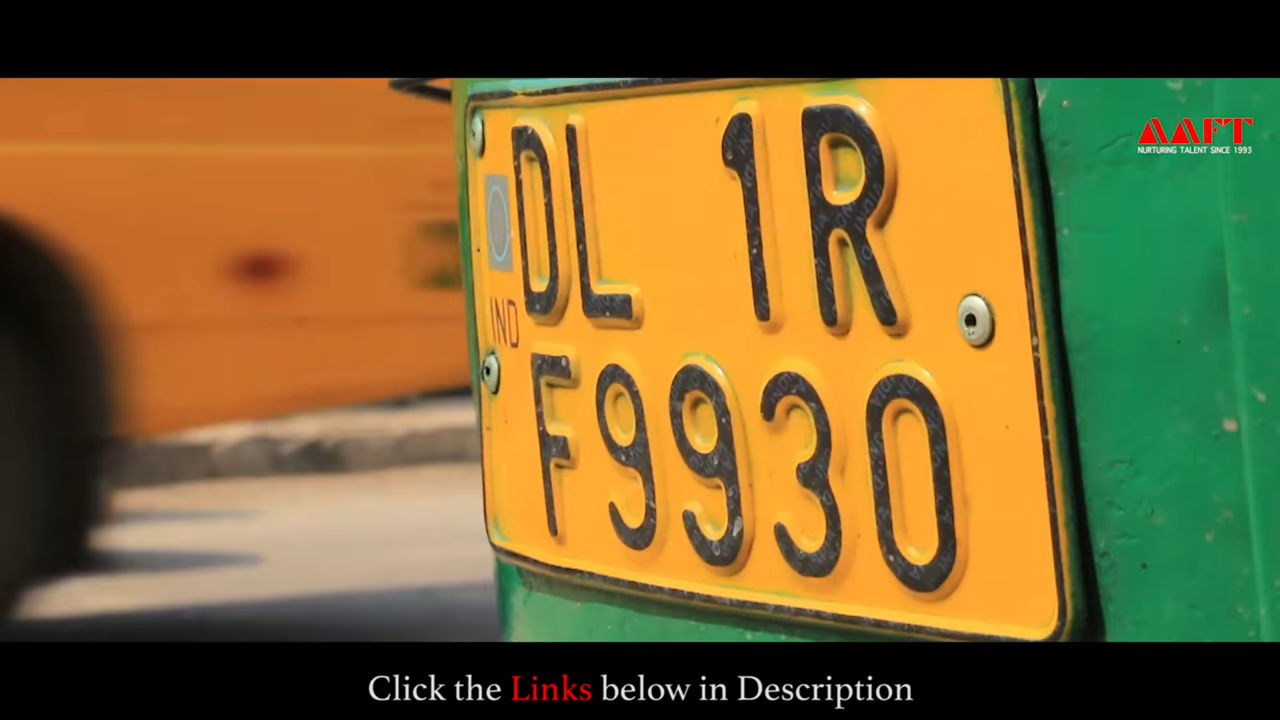 DL 1R
IND
F9930
AAFT
NURTURING TALENT SINCE 1993
Click the Links below in Description